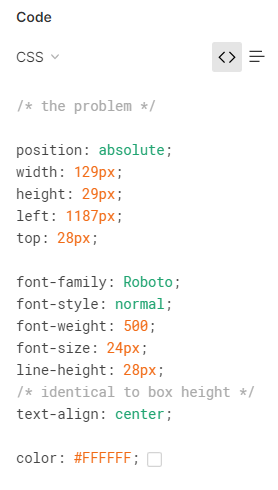 Code
CSS
/* the problem */
position: absolute;
width: 129px;
height: 29px;
left: 1187px;
top: 28px;
font-family: Roboto;
font-style: normal;
font-weight: 500;
font-size: 24px;
line-height: 28px;
/* identical to box height */
text-align: center;
color: #FFFFFF;